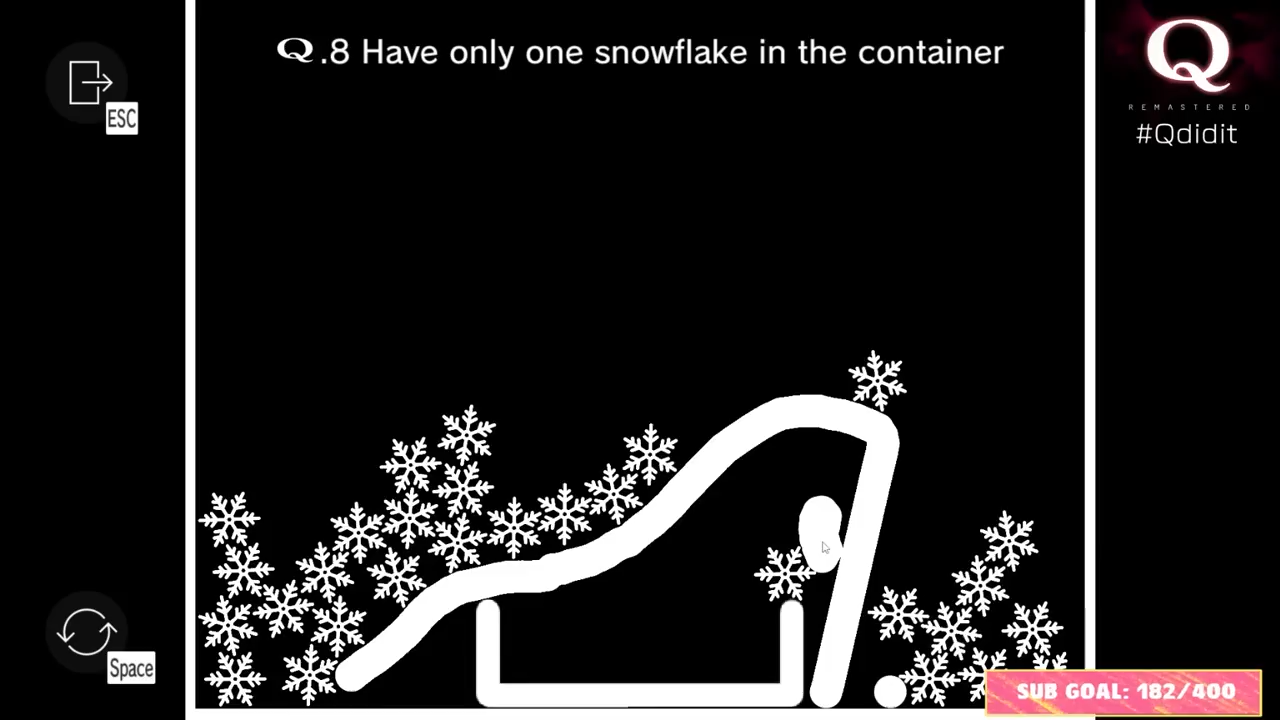 Q.8 Have only one snowflake in the container
ESC
Q
REMASTERED
#Qdidit
Space
SUB GOAL: 182/400